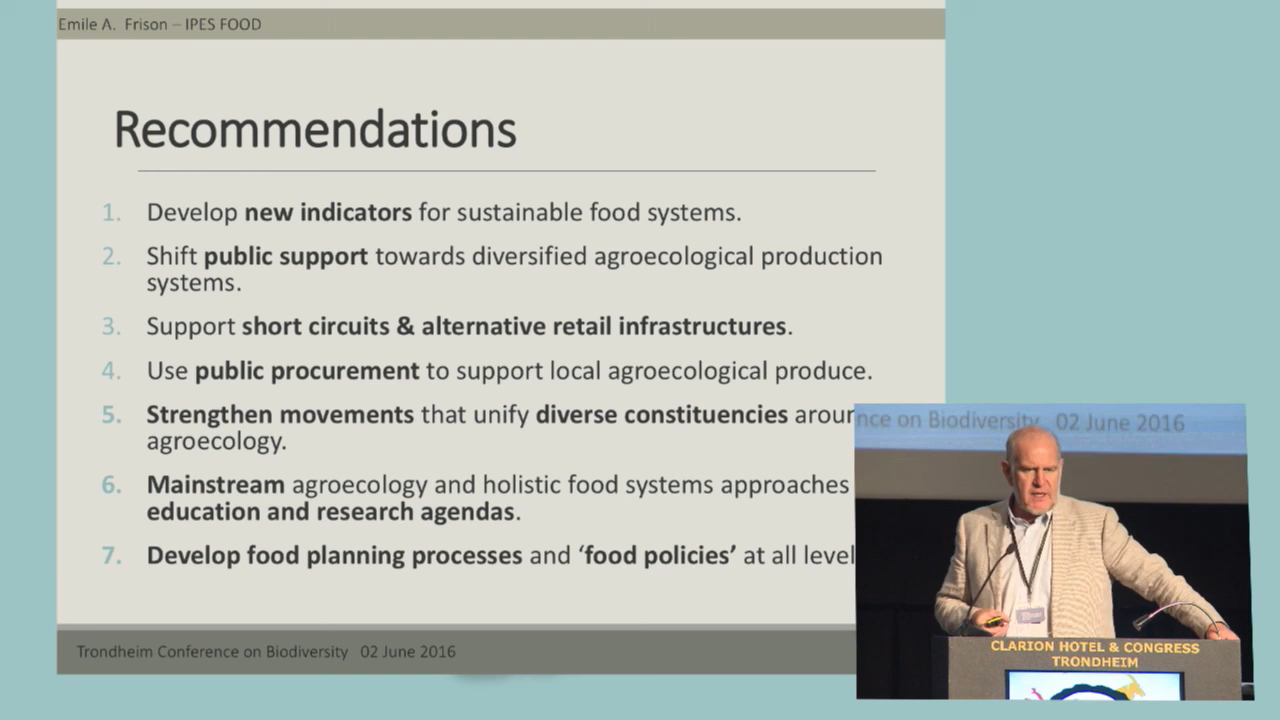 Emile A. Frison – IPES FOOD
Recommendations
1. Develop new indicators for sustainable food systems.
2. Shift public support towards diversified agroecological production
systems.
3. Support short circuits & alternative retail infrastructures.
4. Use public procurement to support local agroecological produce.
5. Strengthen movements that unify diverse constituencies aroun
agroecology.
6. Mainstream agroecology and holistic food systems approaches
education and research agendas.
7. Develop food planning processes and ‘food policies’ at all level
nce on Biodiversity 02 June 2016
Trondheim Conference on Biodiversity 02 June 2016
CLARION HOTEL & CONGRESS
TRONDHEIM